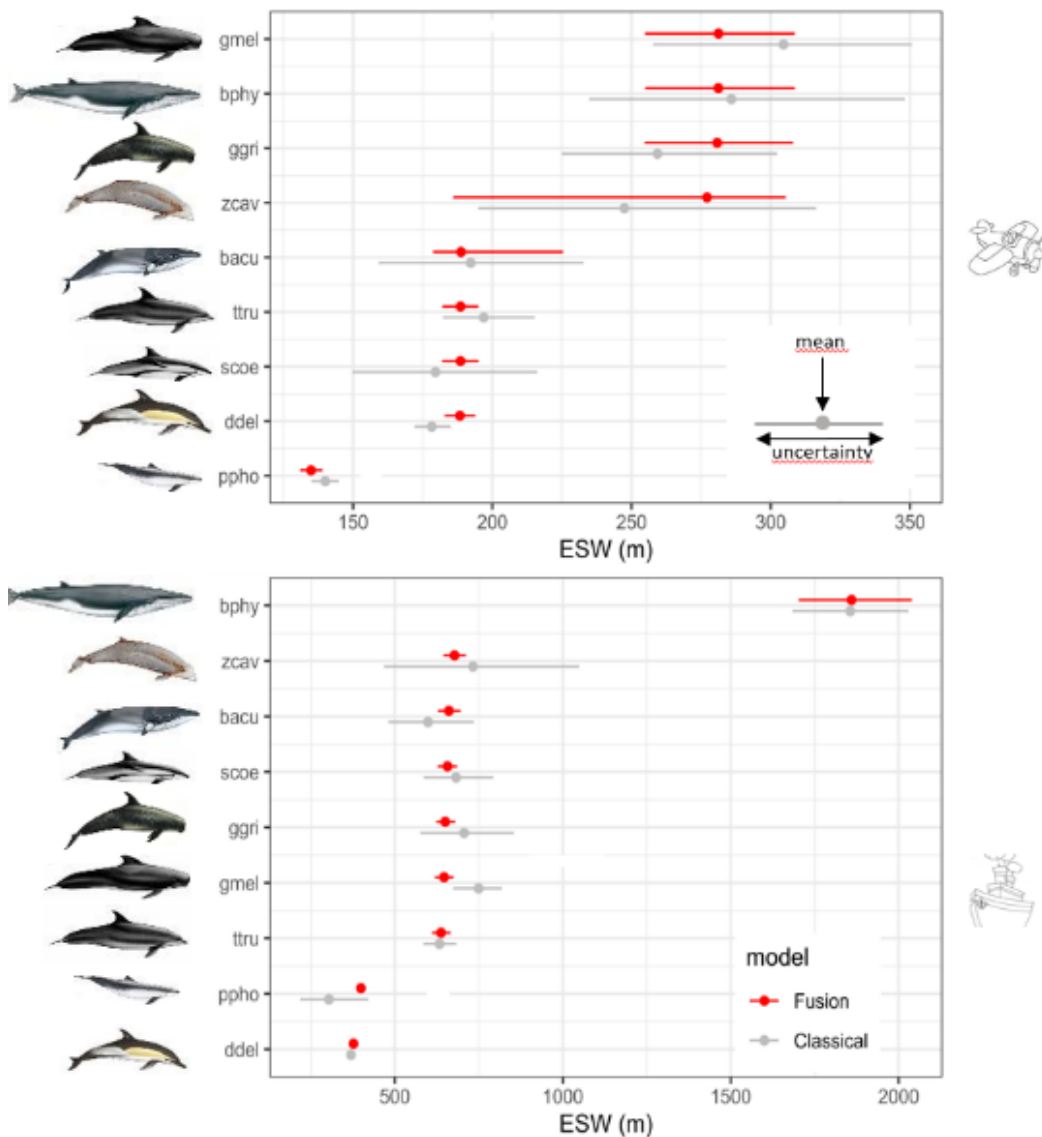 gmel
bphy
ggri
zcav
bacu
ttru
scoe
ddel
ppho
mean
uncertainty
150 200 250 300 350
ESW (m)
bphy
zcav
bacu
scoe
ggri
gmel
ttru
ppho
ddel
model
Fusion
Classical
500 1000 1500 2000
ESW (m)